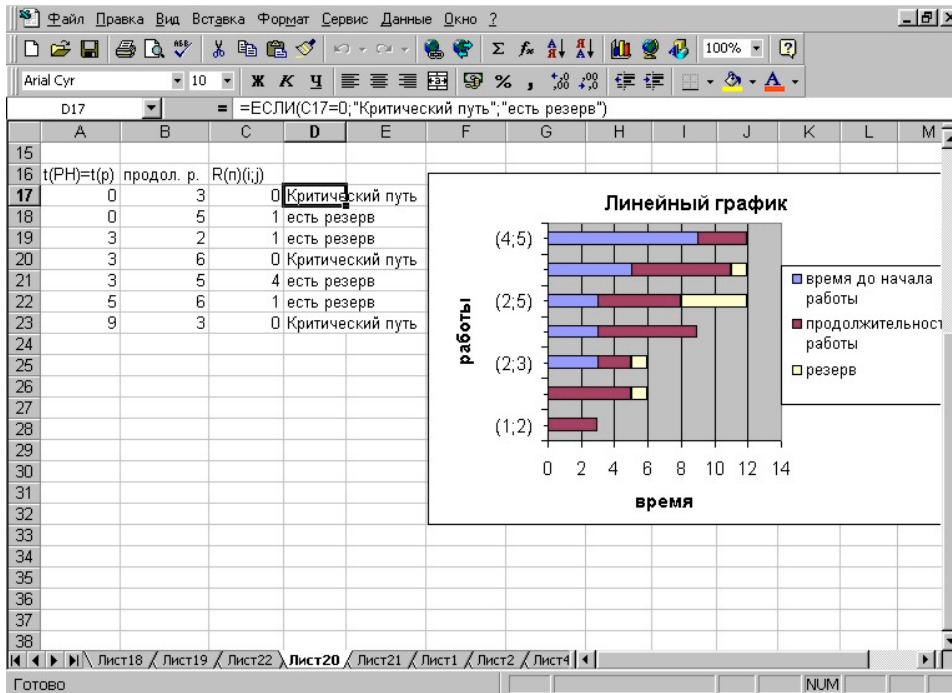 Файл Правка Вид Вставка Формат Сервис Данные Окно ?
100%
Arial Cyr 10 Ж К Ч
D17 = =ЕСЛИ(C17=0;"Критический путь";"есть резерв")
A B C D E F G H I J K L M
15
16 t(РН)=t(р) продол. р. R(п)(i;j)
17 0 3 0 Критический путь
18 0 5 1 есть резерв
19 3 2 1 есть резерв
20 3 6 0 Критический путь
21 3 5 4 есть резерв
22 5 6 1 есть резерв
23 9 3 0 Критический путь
24
25
26
27
28
29
30
31
32
33
34
35
36
37
38
Линейный график
работы
(4;5)
(2;5)
(2;3)
(1;2)
0 2 4 6 8 10 12 14
время
время до начала
работы
продолжительност
работы
резерв
Лист18 Лист19 Лист22 Лист20 Лист21 Лист1 Лист2 Лист4
Готово NUM